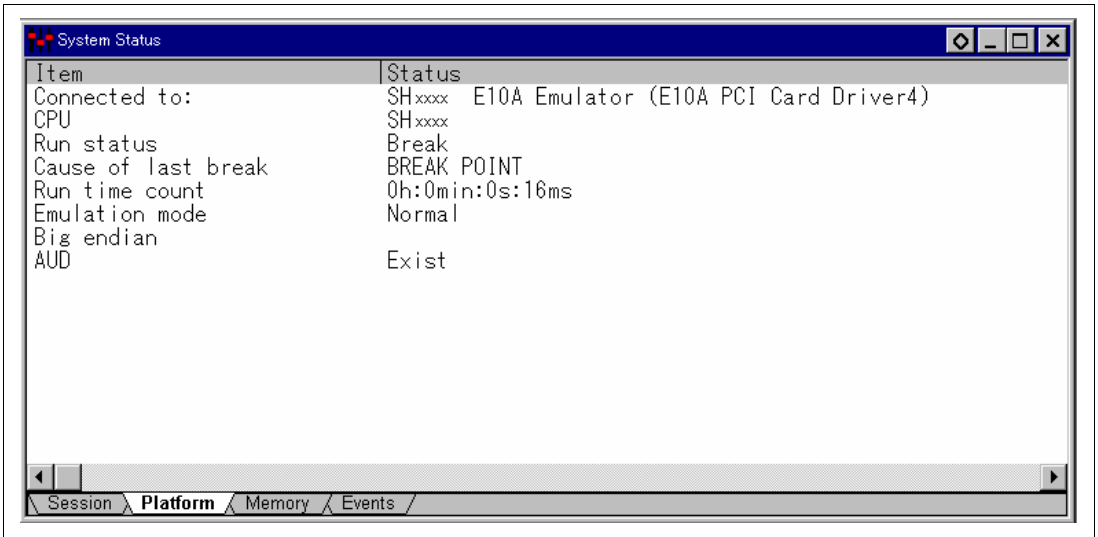 System Status
Item Status
Connected to: SHxxxx E10A Emulator (E10A PCI Card Driver4)
CPU SHxxxx
Run status Break
Cause of last break BREAK POINT
Run time count 0h:0min:0s:16ms
Emulation mode Normal
Big endian
AUD Exist
Session Platform Memory Events